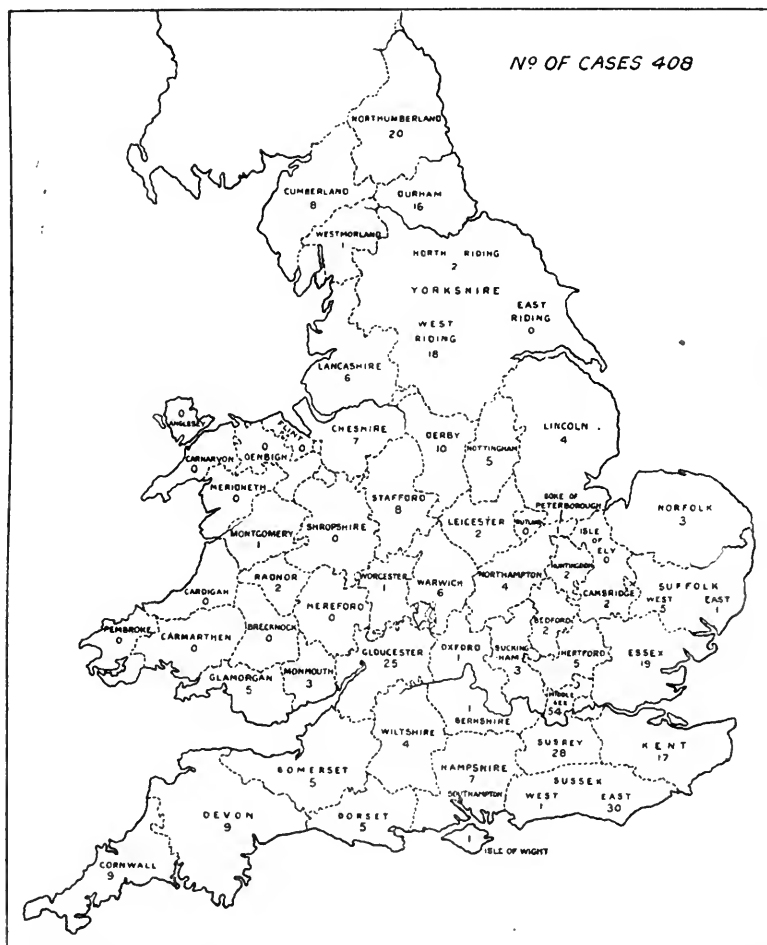 Nº OF CASES 408
NORTHUMBERLAND
20
CUMBERLAND
8
DURHAM
16
WESTMORLAND
1
NORTH RIDING
2
YORKSHIRE
EAST
RIDING
0
WEST
RIDING
18
LANCASHIRE
6
0
ANGLESEY
CARNARVON
0
DENBIGH
0
FLINT
0
CHESHIRE
7
DERBY
10
NOTTINGHAM
5
LINCOLN
4
MERIONETH
0
MONTGOMERY
1
SHROPSHIRE
0
STAFFORD
8
LEICESTER
2
RUTLAND
0
SOKE OF
PETERBOROUGH
1
ISLE
OF
ELY
0
NORFOLK
3
CARDIGAN
0
RADNOR
2
HEREFORD
0
WORCESTER
1
WARWICK
6
NORTHAMPTON
4
HUNTINGDON
2
CAMBRIDGE
2
SUFFOLK
WEST
5
EAST
1
PEMBROKE
0
CARMARTHEN
0
BRECKNOCK
0
GLAMORGAN
5
MONMOUTH
3
GLOUCESTER
25
OXFORD
1
BUCKING
HAM
3
BEDFORD
2
HERTFORD
5
ESSEX
19
MIDDLE
SEX
54
1
BERKSHIRE
WILTSHIRE
4
SURREY
28
KENT
17
SOMERSET
5
HAMPSHIRE
7
SOUTHAMPTON
SUSSEX
WEST
1
EAST
30
DEVON
9
DORSET
5
1
ISLE OF WIGHT
CORNWALL
9